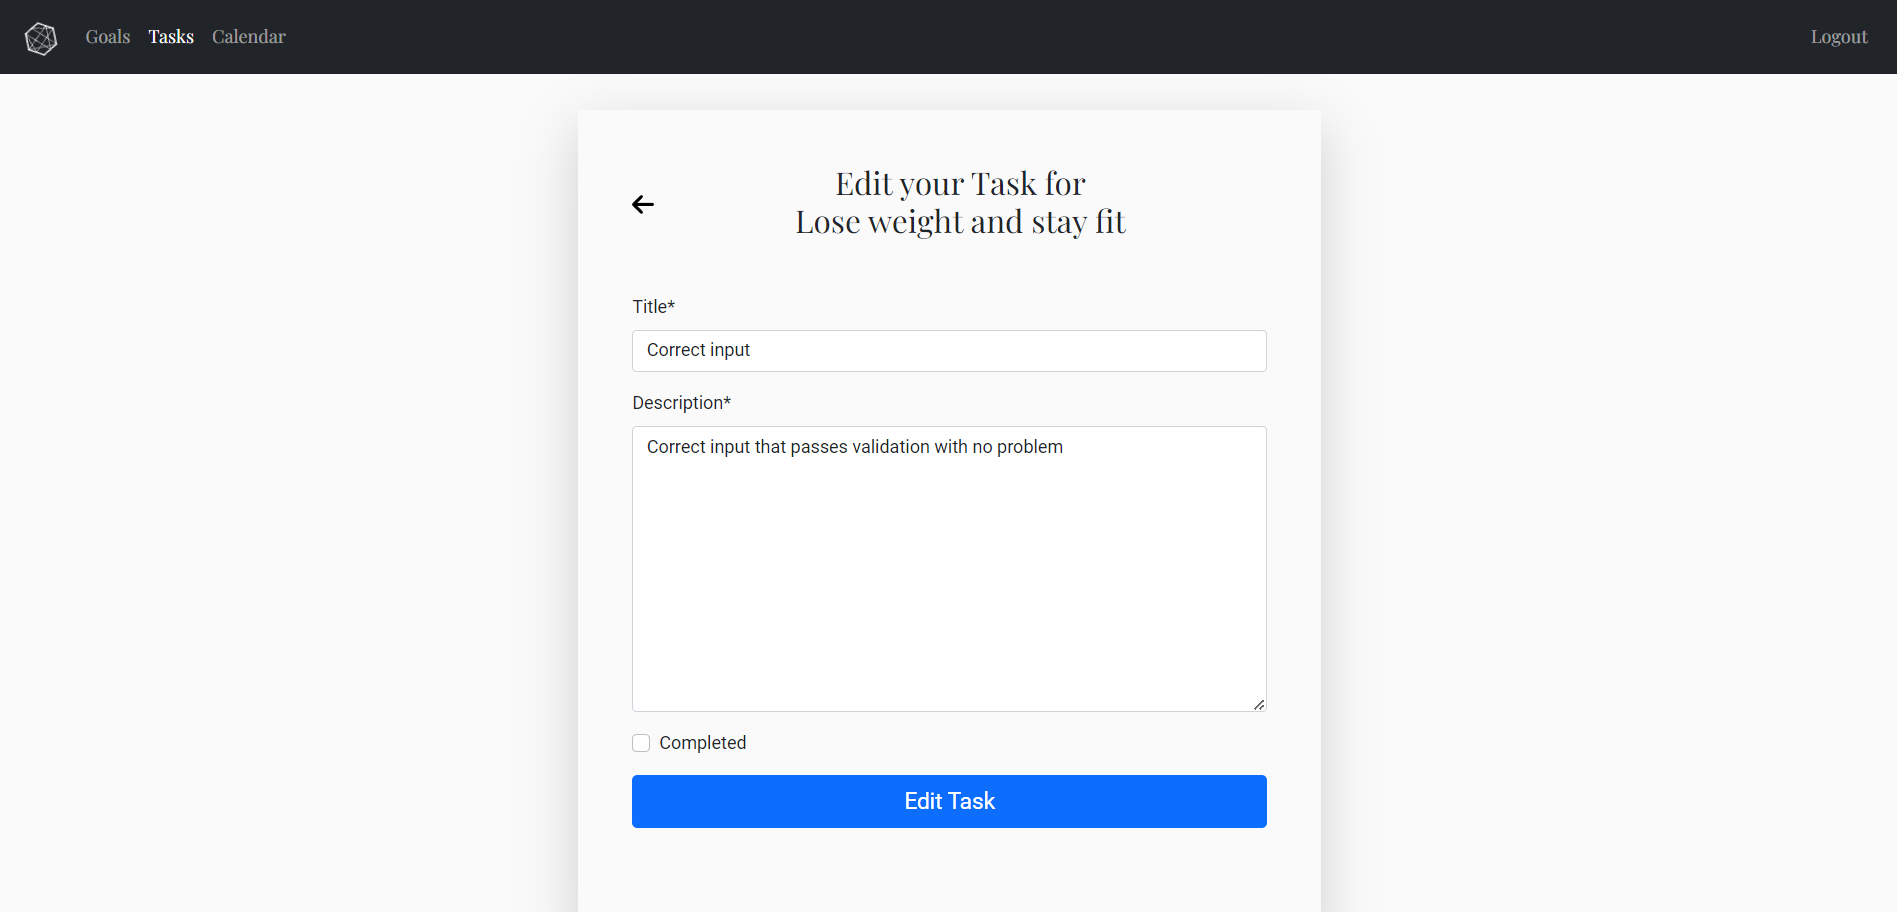 Goals Tasks Calendar Logout
Edit your Task for
Lose weight and stay fit
Title*
Correct input
Description*
Correct input that passes validation with no problem
Completed
Edit Task